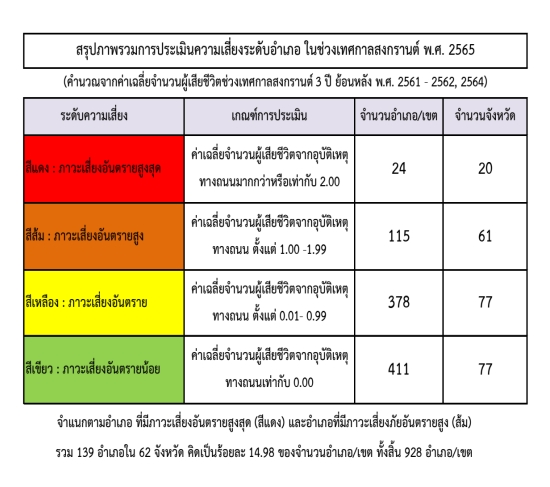 สรุปภาพรวมการประเมินความเสี่ยงระดับอำเภอ ในช่วงเทศกาลสงกรานต์ พ.ศ. 2565
(คำนวณจากค่าเฉลี่ยจำนวนผู้เสียชีวิตช่วงเทศกาลสงกรานต์ 3 ปี ย้อนหลัง พ.ศ. 2561 - 2562, 2564)
ระดับความเสี่ยง เกณฑ์การประเมิน จำนวนอำเภอ/เขต จำนวนจังหวัด
สีแดง : ภาวะเสี่ยงอันตรายสูงสุด ค่าเฉลี่ยจำนวนผู้เสียชีวิตจากอุบัติเหตุ
ทางถนนมากกว่าหรือเท่ากับ 2.00 24 20
สีส้ม : ภาวะเสี่ยงอันตรายสูง ค่าเฉลี่ยจำนวนผู้เสียชีวิตจากอุบัติเหตุ
ทางถนน ตั้งแต่ 1.00 -1.99 115 61
สีเหลือง : ภาวะเสี่ยงอันตราย ค่าเฉลี่ยจำนวนผู้เสียชีวิตจากอุบัติเหตุ
ทางถนน ตั้งแต่ 0.01- 0.99 378 77
สีเขียว : ภาวะเสี่ยงอันตรายน้อย ค่าเฉลี่ยจำนวนผู้เสียชีวิตจากอุบัติเหตุ
ทางถนนเท่ากับ 0.00 411 77
จำแนกตามอำเภอ ที่มีภาวะเสี่ยงอันตรายสูงสุด (สีแดง) และอำเภอที่มีภาวะเสี่ยงภัยอันตรายสูง (ส้ม)
รวม 139 อำเภอใน 62 จังหวัด คิดเป็นร้อยละ 14.98 ของจำนวนอำเภอ/เขต ทั้งสิ้น 928 อำเภอ/เขต